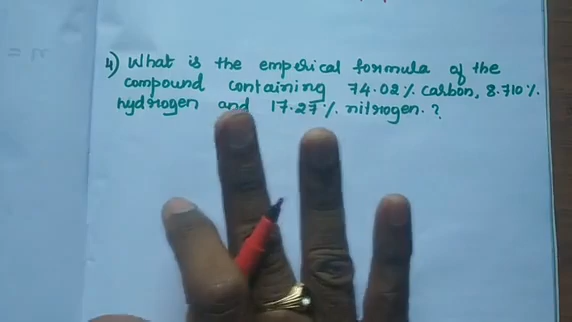 4) What is the emperical formula of the
compound containing 74.02% carbon, 8.710%.
hydrogen and 17.27% nitrogen.?
n =